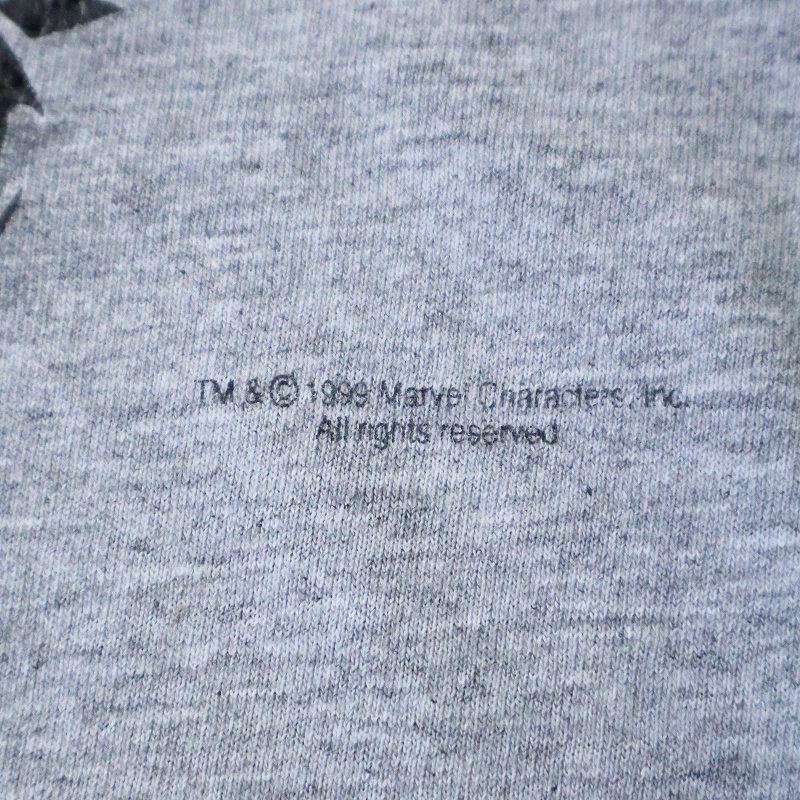 TM & © 1999 Marvel Characters, Inc.
All rights reserved